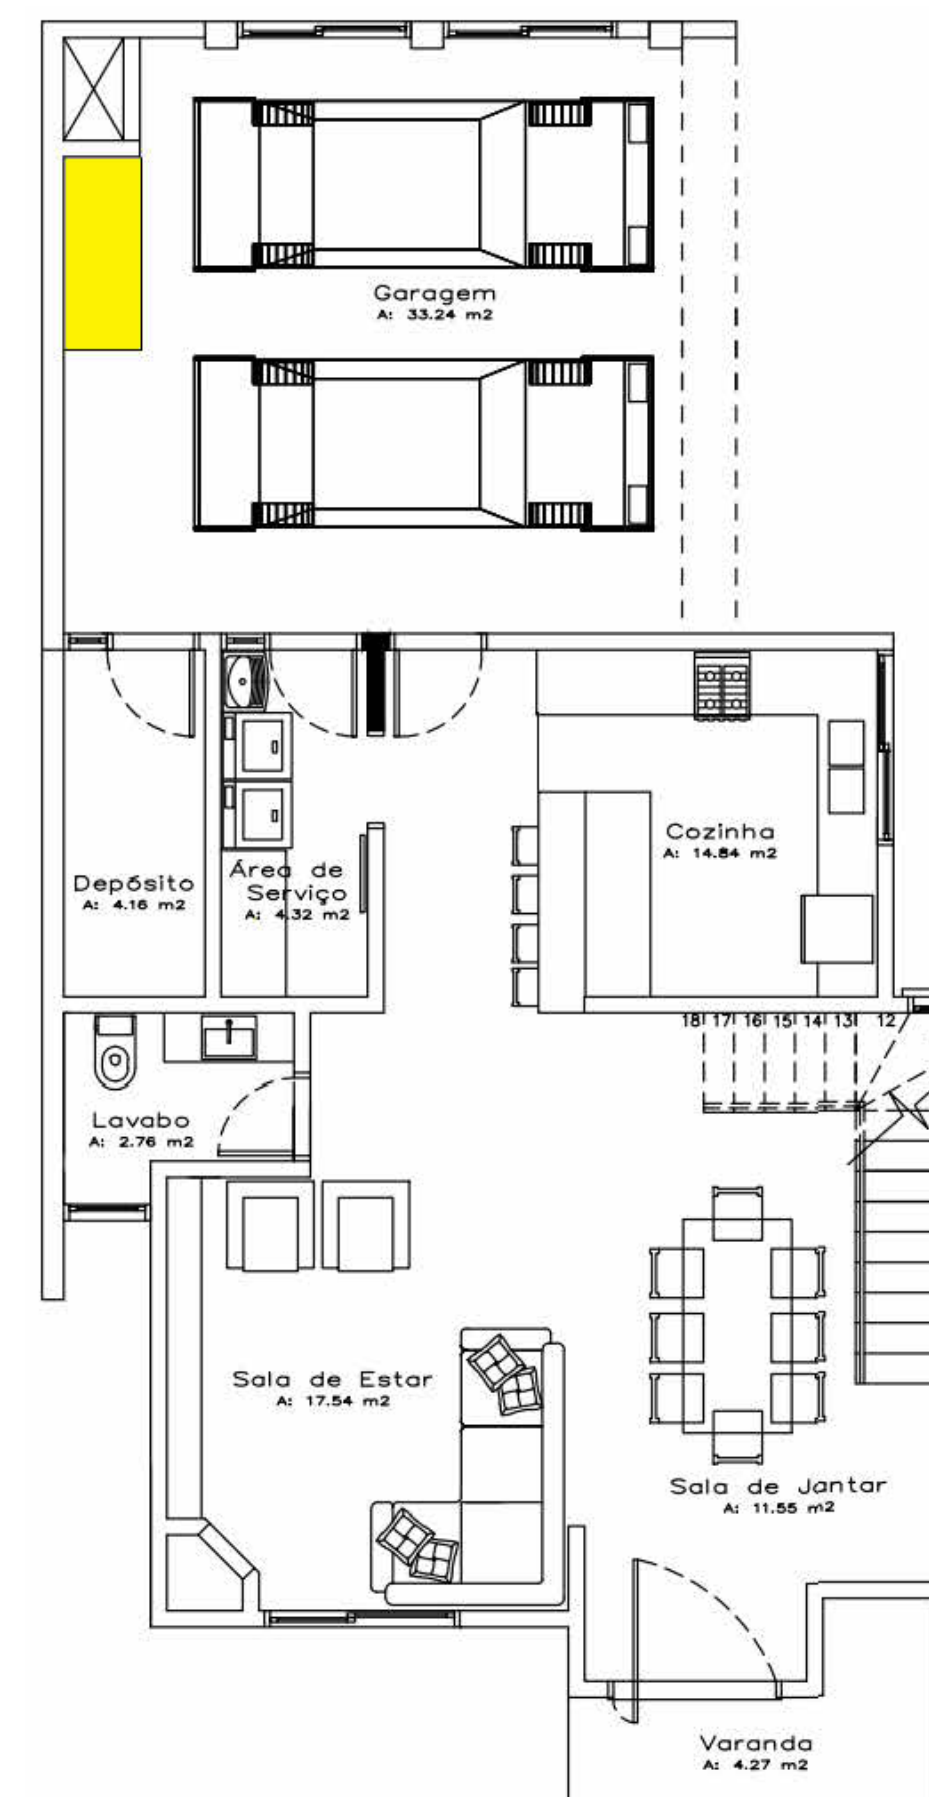 Garagem
A: 33.24 m2
Cozinha
A: 14.84 m2
Área de
Serviço
A: 4.32 m2
Depósito
A: 4.16 m2
18 17 16 15 14 13 12
Lavabo
A: 2.76 m2
Sala de Estar
A: 17.54 m2
Sala de Jantar
A: 11.55 m2
Varanda
A: 4.27 m2